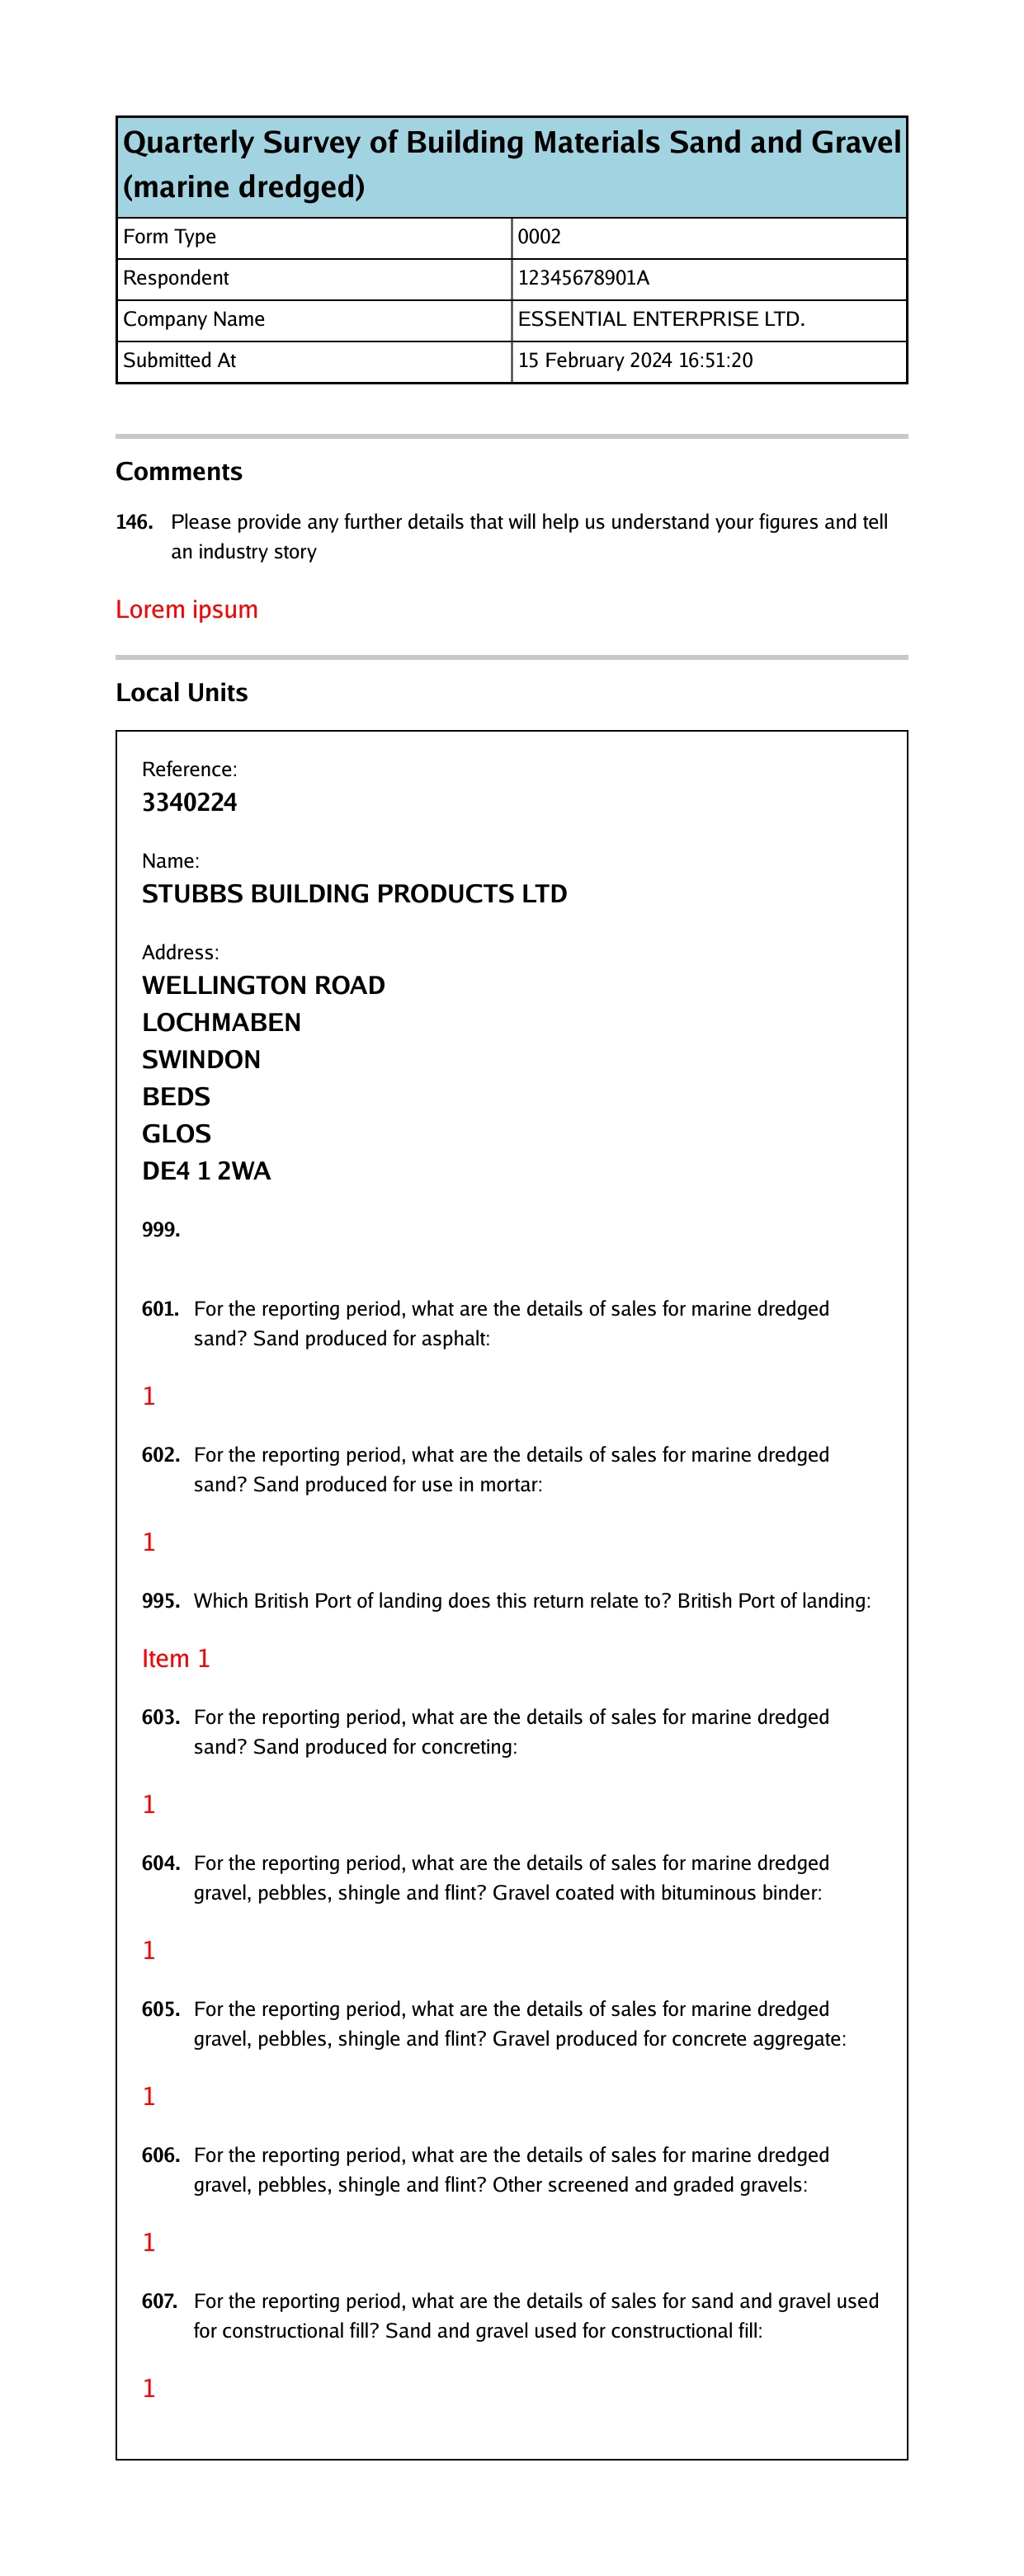 Quarterly Survey of Building Materials Sand and Gravel
(marine dredged)
Form Type 0002
Respondent 12345678901A
Company Name ESSENTIAL ENTERPRISE LTD.
Submitted At 15 February 2024 16:51:20
Comments
146. Please provide any further details that will help us understand your figures and tell
an industry story
Lorem ipsum
Local Units
Reference:
3340224
Name:
STUBBS BUILDING PRODUCTS LTD
Address:
WELLINGTON ROAD
LOCHMABEN
SWINDON
BEDS
GLOS
DE4 1 2WA
999.
601. For the reporting period, what are the details of sales for marine dredged
sand? Sand produced for asphalt:
1
602. For the reporting period, what are the details of sales for marine dredged
sand? Sand produced for use in mortar:
1
995. Which British Port of landing does this return relate to? British Port of landing:
Item 1
603. For the reporting period, what are the details of sales for marine dredged
sand? Sand produced for concreting:
1
604. For the reporting period, what are the details of sales for marine dredged
gravel, pebbles, shingle and flint? Gravel coated with bituminous binder:
1
605. For the reporting period, what are the details of sales for marine dredged
gravel, pebbles, shingle and flint? Gravel produced for concrete aggregate:
1
606. For the reporting period, what are the details of sales for marine dredged
gravel, pebbles, shingle and flint? Other screened and graded gravels:
1
607. For the reporting period, what are the details of sales for sand and gravel used
for constructional fill? Sand and gravel used for constructional fill:
1